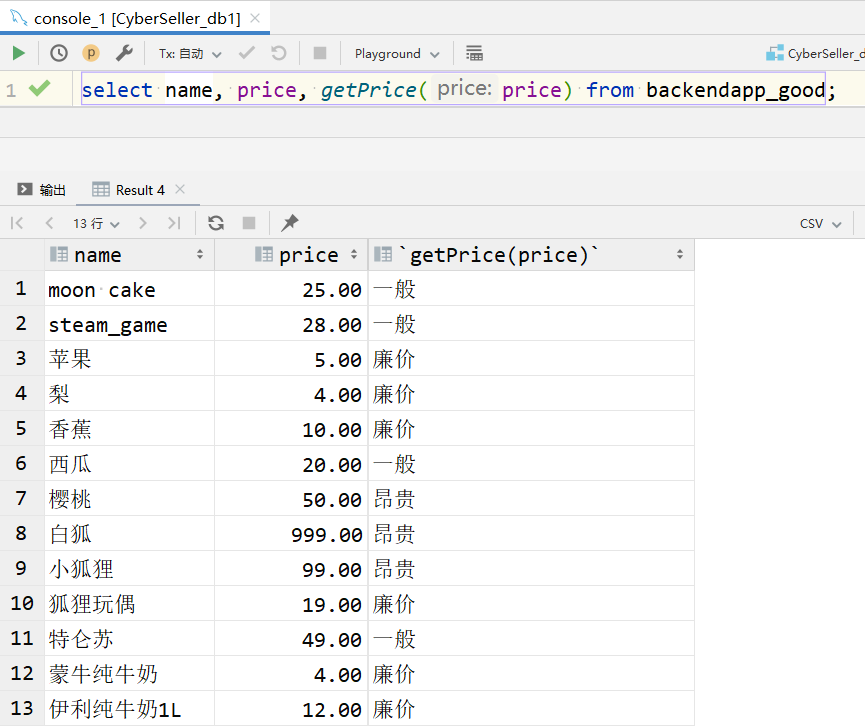 console_1 [CyberSeller_db1]
Tx: 自动 Playground CyberSeller_d
1 select name, price, getPrice( price: price) from backendapp_good;
输出 Result 4
13 行 CSV
name price `getPrice(price)`
1 moon cake 25.00 一般
2 steam_game 28.00 一般
3 苹果 5.00 廉价
4 梨 4.00 廉价
5 香蕉 10.00 廉价
6 西瓜 20.00 一般
7 樱桃 50.00 昂贵
8 白狐 999.00 昂贵
9 小狐狸 99.00 昂贵
10 狐狸玩偶 19.00 廉价
11 特仑苏 49.00 一般
12 蒙牛纯牛奶 4.00 廉价
13 伊利纯牛奶1L 12.00 廉价